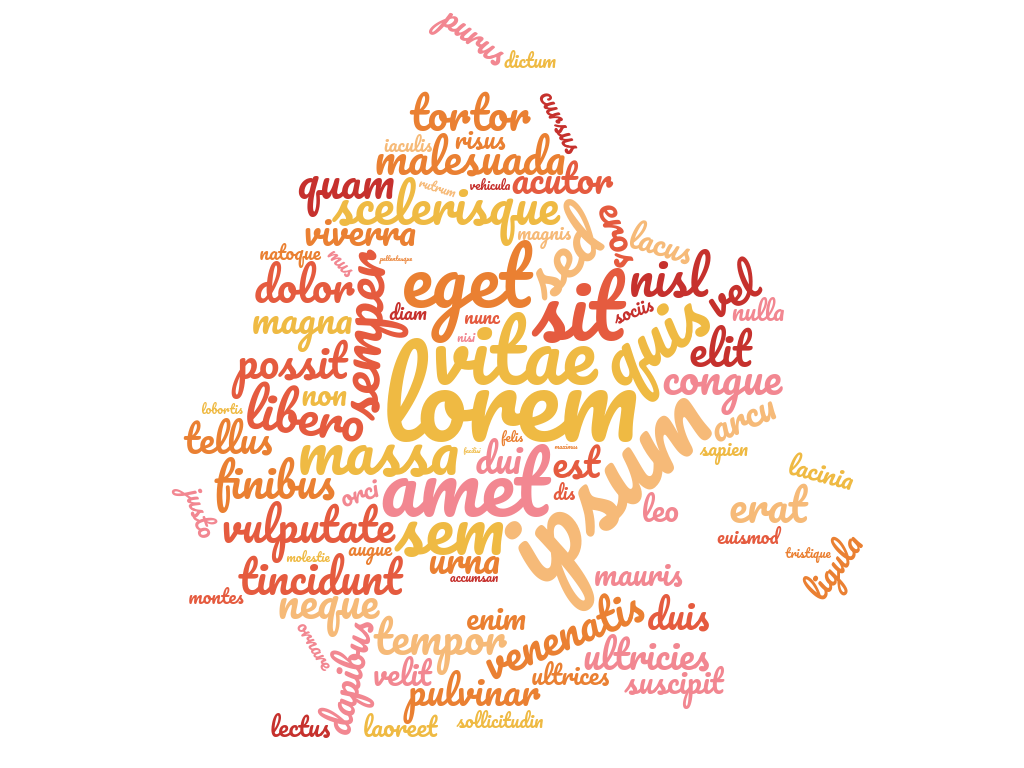 purus
dictum
tortor
cursus
iaculis
risus
malesuada
quam
rutrum
vehicula
acutor
scelerisque
viverra
magnis
sed
eros
lacus
natoque
mus
pellentesque
dolor
semper
eget
sit
nisl
vel
sociis
nulla
magna
diam
nunc
nisi
vitae
quis
elit
possit
congue
non
lorem
lobortis
libero
arcu
tellus
ipsum
sapien
massa
facilisi
felis
maximus
dui
est
lacinia
finibus
orci
amet
dis
justo
leo
erat
vulputate
sem
euismod
augue
tristique
ligula
molestie
urna
accumsan
tincidunt
mauris
montes
neque
enim
venenatis
duis
ornare
dapibus
tempor
ultricies
velit
ultrices
suscipit
pulvinar
lectus
laoreet
sollicitudin